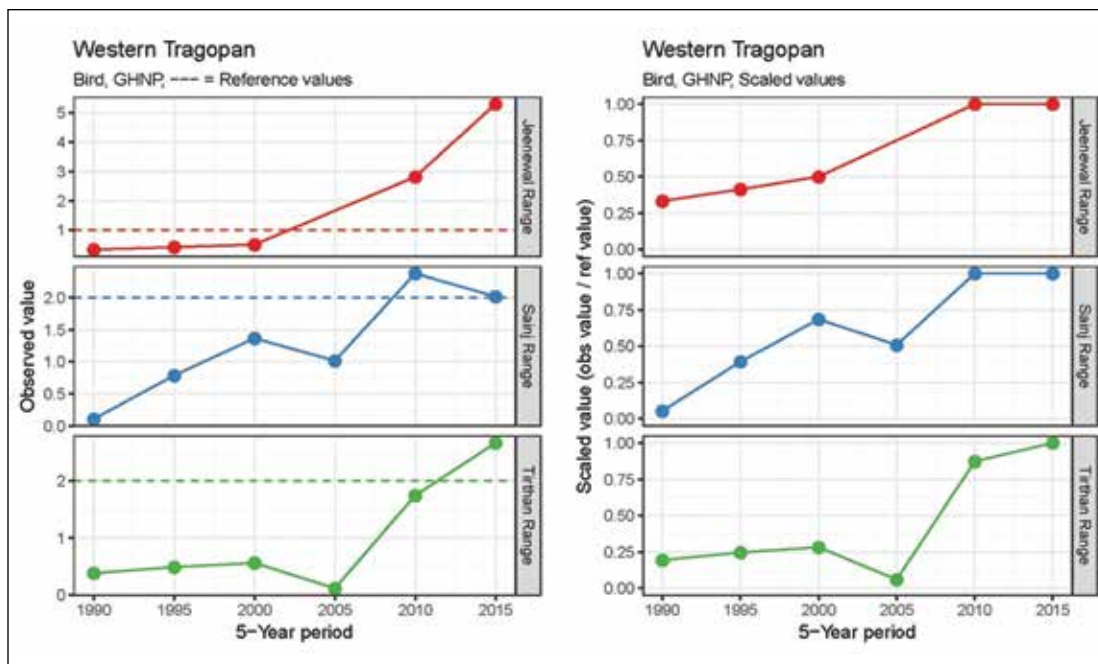 Western Tragopan
Bird, GHNP, --- = Reference values
Observed value
5
4
3
2
1
Jeenewal Range
2.0
1.5
1.0
0.5
0.0
Sainj Range
2
1
0
Tirthan Range
1990 1995 2000 2005 2010 2015
5-Year period
Western Tragopan
Bird, GHNP, Scaled values
Scaled value (obs value / ref value)
1.00
0.75
0.50
0.25
0.00
Jeenewal Range
1.00
0.75
0.50
0.25
0.00
Sainj Range
1.00
0.75
0.50
0.25
0.00
Tirthan Range
1990 1995 2000 2005 2010 2015
5-Year period